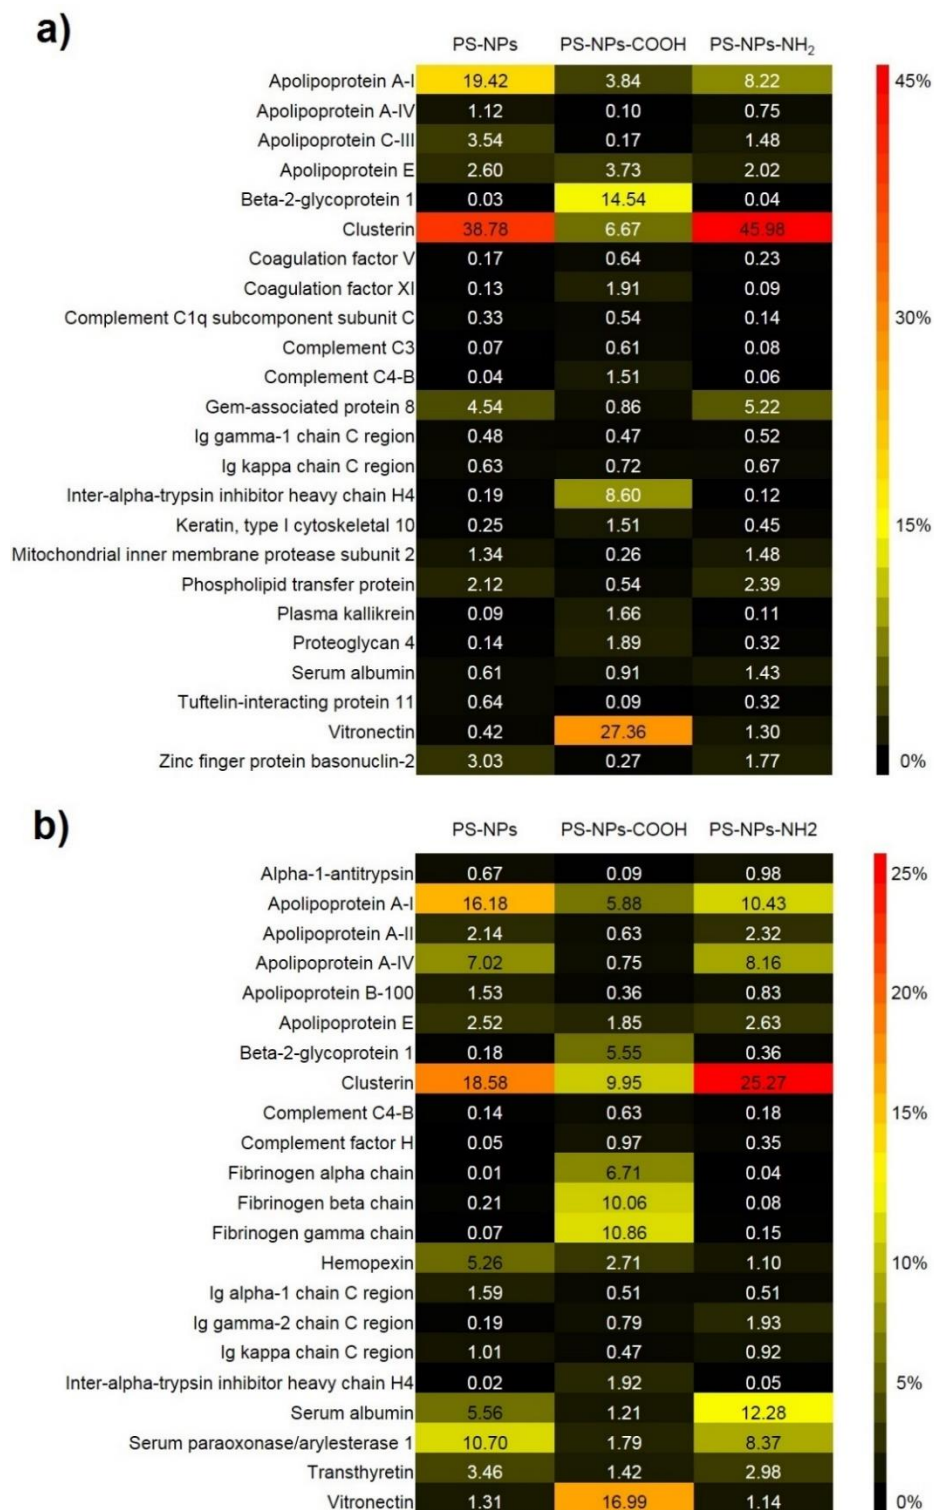 a)
PS-NPs PS-NPs-COOH PS-NPs-NH₂
Apolipoprotein A-I 19.42 3.84 8.22 45%
Apolipoprotein A-IV 1.12 0.10 0.75
Apolipoprotein C-III 3.54 0.17 1.48
Apolipoprotein E 2.60 3.73 2.02
Beta-2-glycoprotein 1 0.03 14.54 0.04
Clusterin 38.78 6.67 45.98
Coagulation factor V 0.17 0.64 0.23
Coagulation factor XI 0.13 1.91 0.09
Complement C1q subcomponent subunit C 0.33 0.54 0.14 30%
Complement C3 0.07 0.61 0.08
Complement C4-B 0.04 1.51 0.06
Gem-associated protein 8 4.54 0.86 5.22
Ig gamma-1 chain C region 0.48 0.47 0.52
Ig kappa chain C region 0.63 0.72 0.67
Inter-alpha-trypsin inhibitor heavy chain H4 0.19 8.60 0.12
Keratin, type I cytoskeletal 10 0.25 1.51 0.45 15%
Mitochondrial inner membrane protease subunit 2 1.34 0.26 1.48
Phospholipid transfer protein 2.12 0.54 2.39
Plasma kallikrein 0.09 1.66 0.11
Proteoglycan 4 0.14 1.89 0.32
Serum albumin 0.61 0.91 1.43
Tuftelin-interacting protein 11 0.64 0.09 0.32
Vitronectin 0.42 27.36 1.30
Zinc finger protein basonuclin-2 3.03 0.27 1.77 0%
b)
PS-NPs PS-NPs-COOH PS-NPs-NH2
Alpha-1-antitrypsin 0.67 0.09 0.98 25%
Apolipoprotein A-I 16.18 5.88 10.43
Apolipoprotein A-II 2.14 0.63 2.32
Apolipoprotein A-IV 7.02 0.75 8.16
Apolipoprotein B-100 1.53 0.36 0.83 20%
Apolipoprotein E 2.52 1.85 2.63
Beta-2-glycoprotein 1 0.18 5.55 0.36
Clusterin 18.58 9.95 25.27
Complement C4-B 0.14 0.63 0.18 15%
Complement factor H 0.05 0.97 0.35
Fibrinogen alpha chain 0.01 6.71 0.04
Fibrinogen beta chain 0.21 10.06 0.08
Fibrinogen gamma chain 0.07 10.86 0.15
Hemopexin 5.26 2.71 1.10 10%
Ig alpha-1 chain C region 1.59 0.51 0.51
Ig gamma-2 chain C region 0.19 0.79 1.93
Ig kappa chain C region 1.01 0.47 0.92
Inter-alpha-trypsin inhibitor heavy chain H4 0.02 1.92 0.05 5%
Serum albumin 5.56 1.21 12.28
Serum paraoxonase/arylesterase 1 10.70 1.79 8.37
Transthyretin 3.46 1.42 2.98
Vitronectin 1.31 16.99 1.14 0%